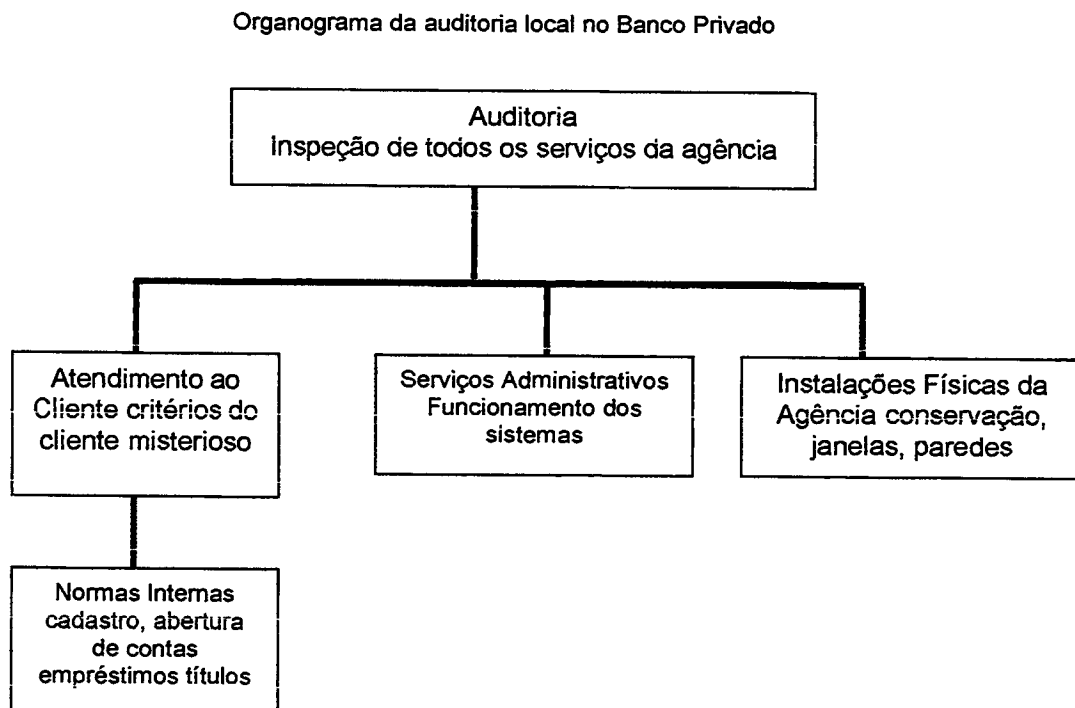 Organograma da auditoria local no Banco Privado
Auditoria
Inspeção de todos os serviços da agência
Atendimento ao
Cliente critérios do
cliente misterioso
Serviços Administrativos
Funcionamento dos
sistemas
Instalações Físicas da
Agência conservação,
janelas, paredes
Normas Internas
cadastro, abertura
de contas
empréstimos títulos